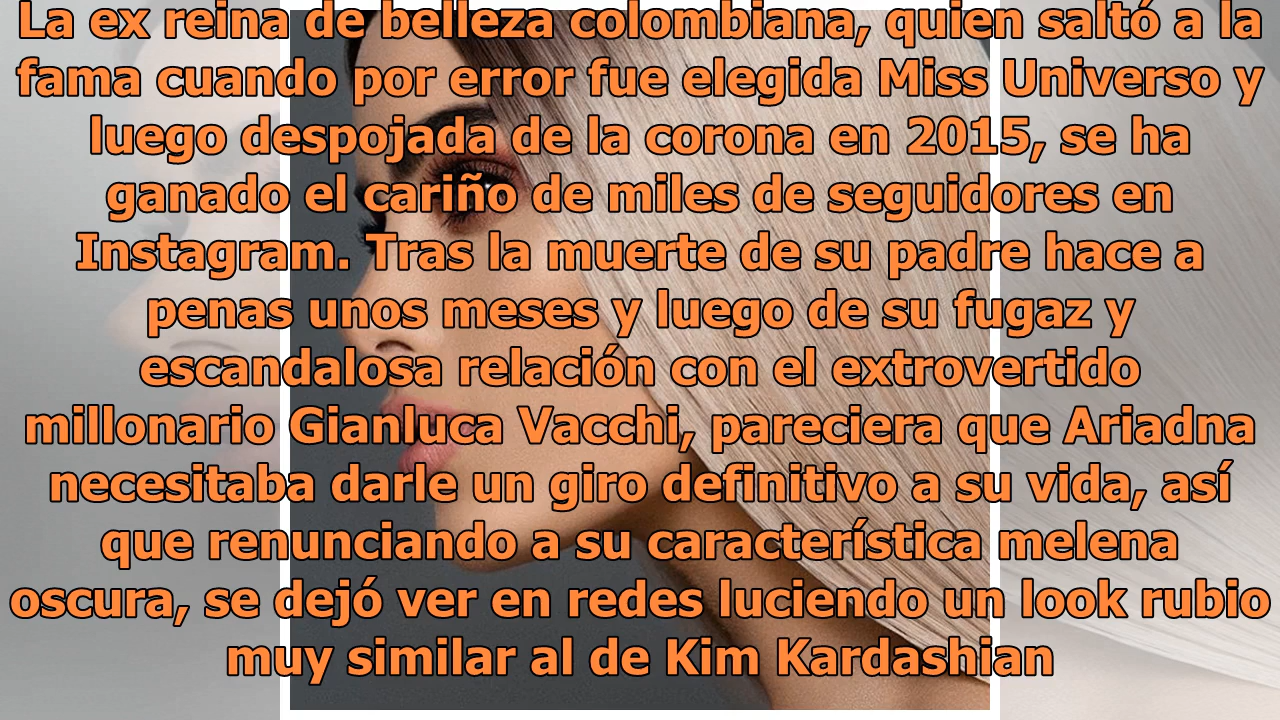 La ex reina de belleza colombiana, quien saltó a la
fama cuando por error fue elegida Miss Universo y
luego despojada de la corona en 2015, se ha
ganado el cariño de miles de seguidores en
Instagram. Tras la muerte de su padre hace a
penas unos meses y luego de su fugaz y
escandalosa relación con el extrovertido
millonario Gianluca Vacchi, pareciera que Ariadna
necesitaba darle un giro definitivo a su vida, así
que renunciando a su característica melena
oscura, se dejó ver en redes luciendo un look rubio
muy similar al de Kim Kardashian